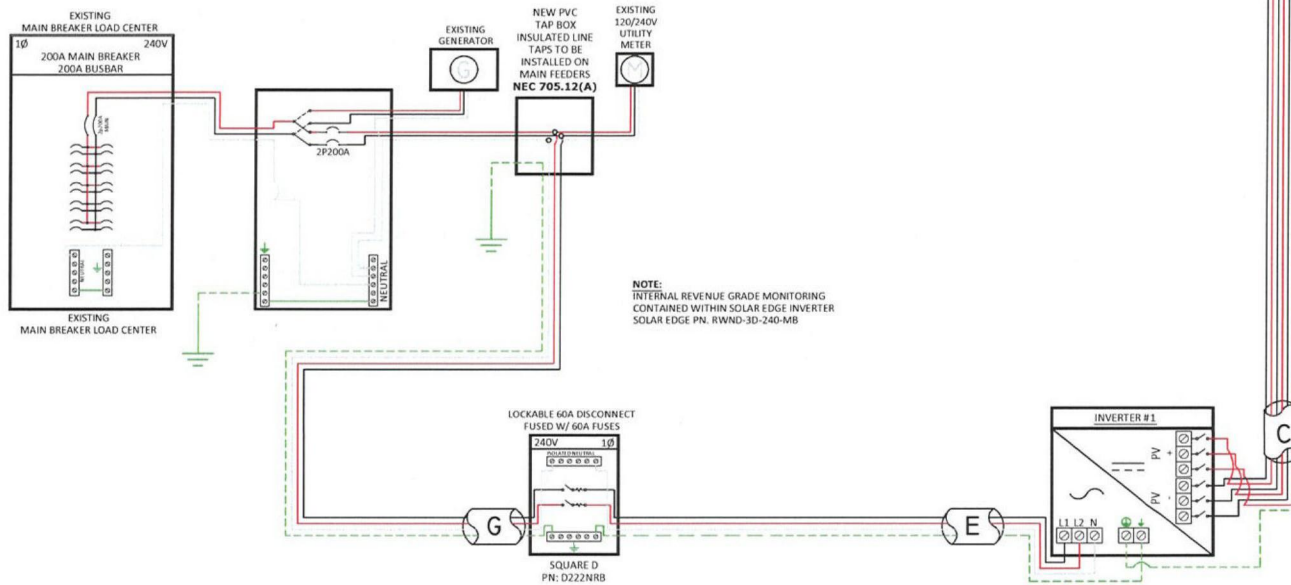 EXISTING
MAIN BREAKER LOAD CENTER
1Ø 240V
200A MAIN BREAKER
200A BUSBAR
NEUTRAL
EXISTING
MAIN BREAKER LOAD CENTER
2P200A
NEUTRAL
EXISTING
GENERATOR
G
NEW PVC
TAP BOX
INSULATED LINE
TAPS TO BE
INSTALLED ON
MAIN FEEDERS
NEC 705.12(A)
EXISTING
120/240V
UTILITY
METER
M
NOTE:
INTERNAL REVENUE GRADE MONITORING
CONTAINED WITHIN SOLAR EDGE INVERTER
SOLAR EDGE PN. RWND-3D-240-MB
LOCKABLE 60A DISCONNECT
FUSED W/ 60A FUSES
240V 1Ø
ISOLATED NEUTRAL
G
SQUARE D
PN: D222NRB
E
INVERTER #1
PV +
PV -
L1 L2 N
C